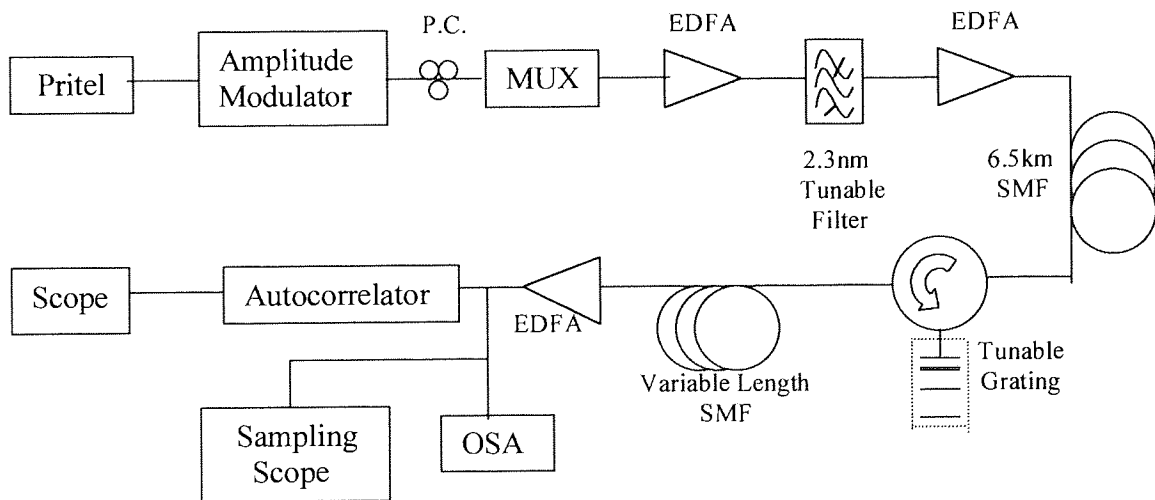 Pritel
Amplitude
Modulator
P.C.
MUX
EDFA
2.3nm
Tunable
Filter
EDFA
6.5km
SMF
Scope
Autocorrelator
EDFA
Variable Length
SMF
Tunable
Grating
Sampling
Scope
OSA